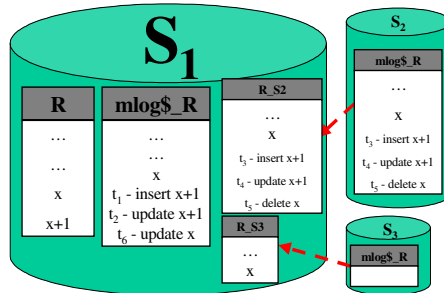 S1
R
…
…
x
x+1
mlog$_R
…
…
x
t1 - insert x+1
t2 - update x+1
t6 - update x
R_S2
…
x
t3 - insert x+1
t4 - update x+1
t5 - delete x
R_S3
…
x
S2
mlog$_R
…
x
t3 - insert x+1
t4 - update x+1
t5 - delete x
S3
mlog$_R